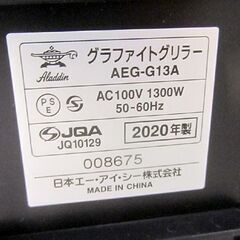 Aladdin
グラファイトグリラー
AEG-G13A
PS
E
AC100V 1300W
50-60Hz
JQA
JQ10129
2020年製
008675
日本エー・アイ・シー株式会社
MADE IN CHINA